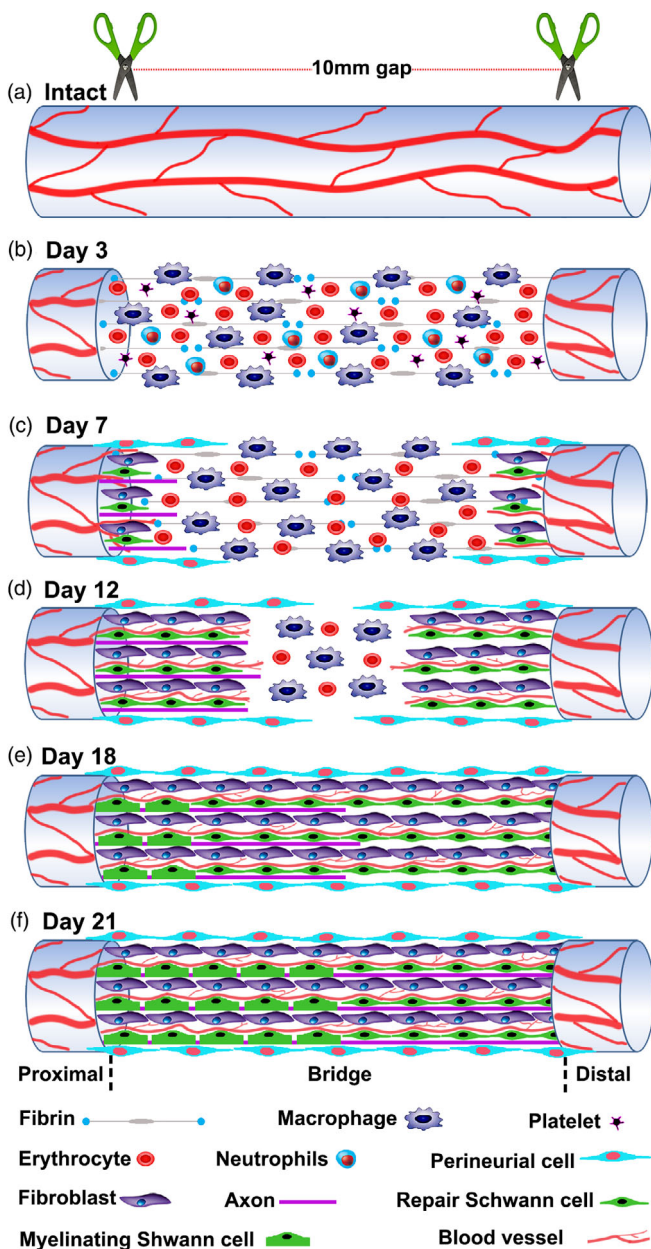 10mm gap
(a) Intact
(b) Day 3
(c) Day 7
(d) Day 12
(e) Day 18
(f) Day 21
Proximal Bridge Distal
Fibrin Macrophage Platelet
Erythrocyte Neutrophils Perineurial cell
Fibroblast Axon Repair Schwann cell
Myelinating Shwann cell Blood vessel